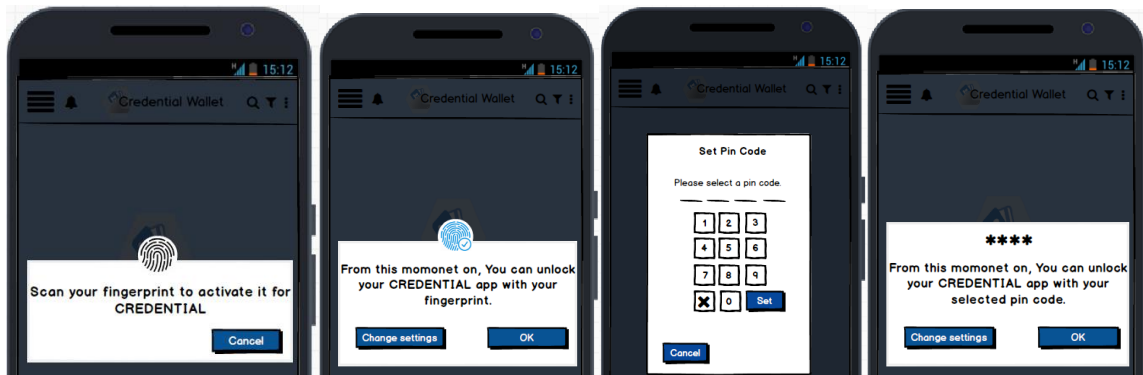 H 15:12
Credential Wallet
Scan your fingerprint to activate it for
CREDENTIAL
Cancel
H 15:12
Credential Wallet
From this momonet on, You can unlock
your CREDENTIAL app with your
fingerprint.
Change settings OK
H 15:12
Credential Wallet
Set Pin Code
Please select a pin code.
1 2 3
4 5 6
7 8 9
0 Set
Cancel
H 15:12
Credential Wallet
****
From this momonet on, You can unlock
your CREDENTIAL app with your
selected pin code.
Change settings OK